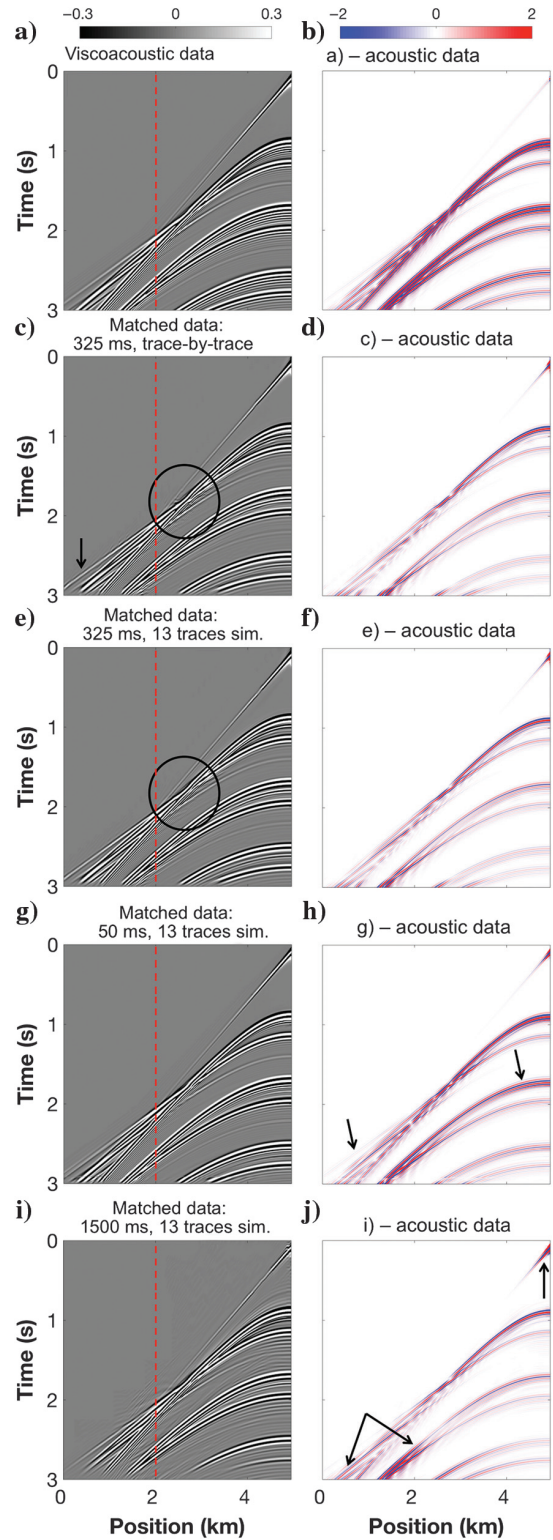 −0.3 0 0.3
−2 0 2
a) Viscoacoustic data
b) a) – acoustic data
Time (s)
0
1
2
3
c) Matched data:
325 ms, trace-by-trace
d) c) – acoustic data
Time (s)
0
1
2
3
e) Matched data:
325 ms, 13 traces sim.
f) e) – acoustic data
Time (s)
0
1
2
3
g) Matched data:
50 ms, 13 traces sim.
h) g) – acoustic data
Time (s)
0
1
2
3
i) Matched data:
1500 ms, 13 traces sim.
j) i) – acoustic data
Time (s)
0
1
2
3
0 2 4
0 2 4
Position (km)
Position (km)